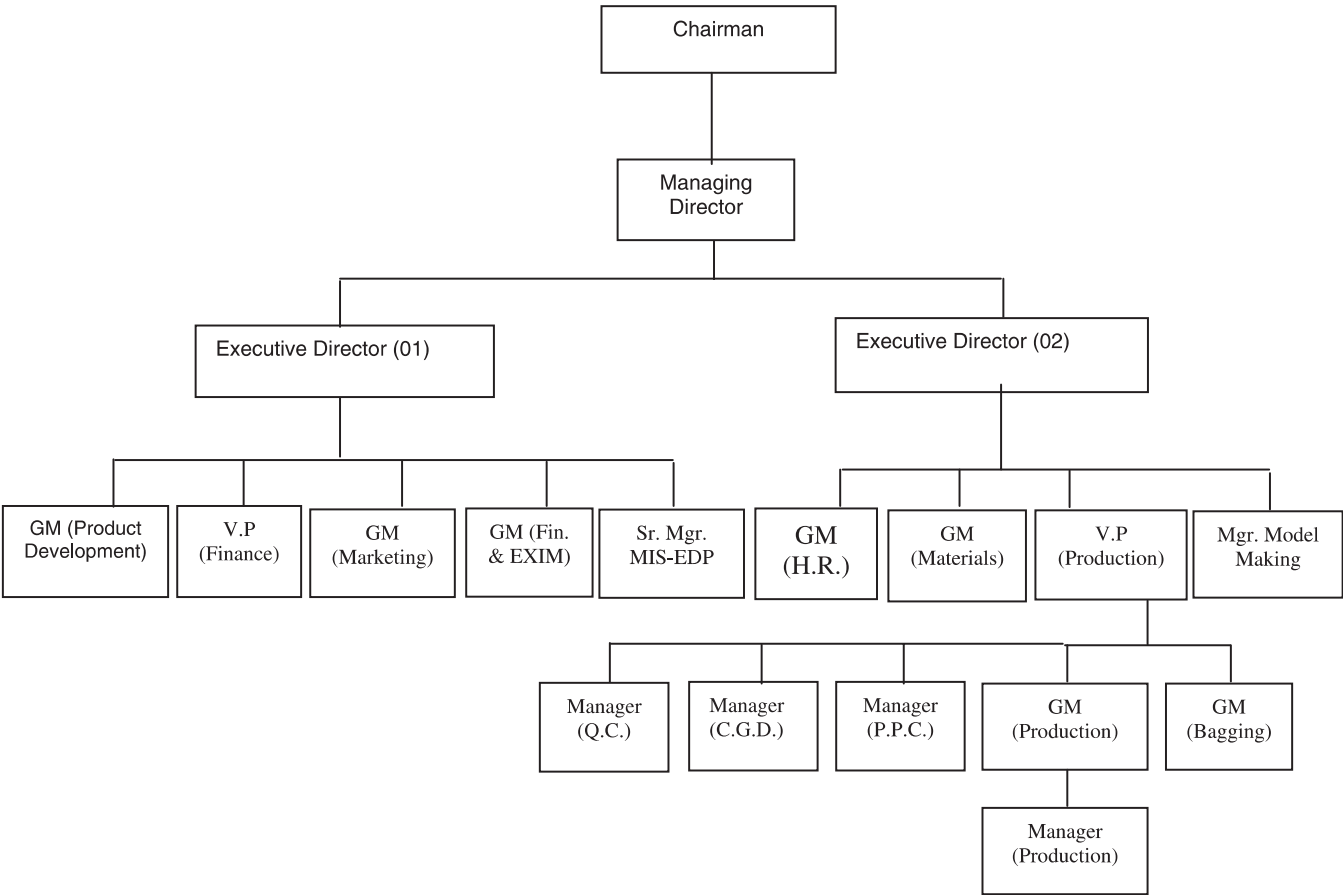 Chairman
Managing
Director
Executive Director (01)
Executive Director (02)
GM (Product
Development)
V.P
(Finance)
GM
(Marketing)
GM (Fin.
& EXIM)
Sr. Mgr.
MIS-EDP
GM
(H.R.)
GM
(Materials)
V.P
(Production)
Mgr. Model
Making
Manager
(Q.C.)
Manager
(C.G.D.)
Manager
(P.P.C.)
GM
(Production)
GM
(Bagging)
Manager
(Production)